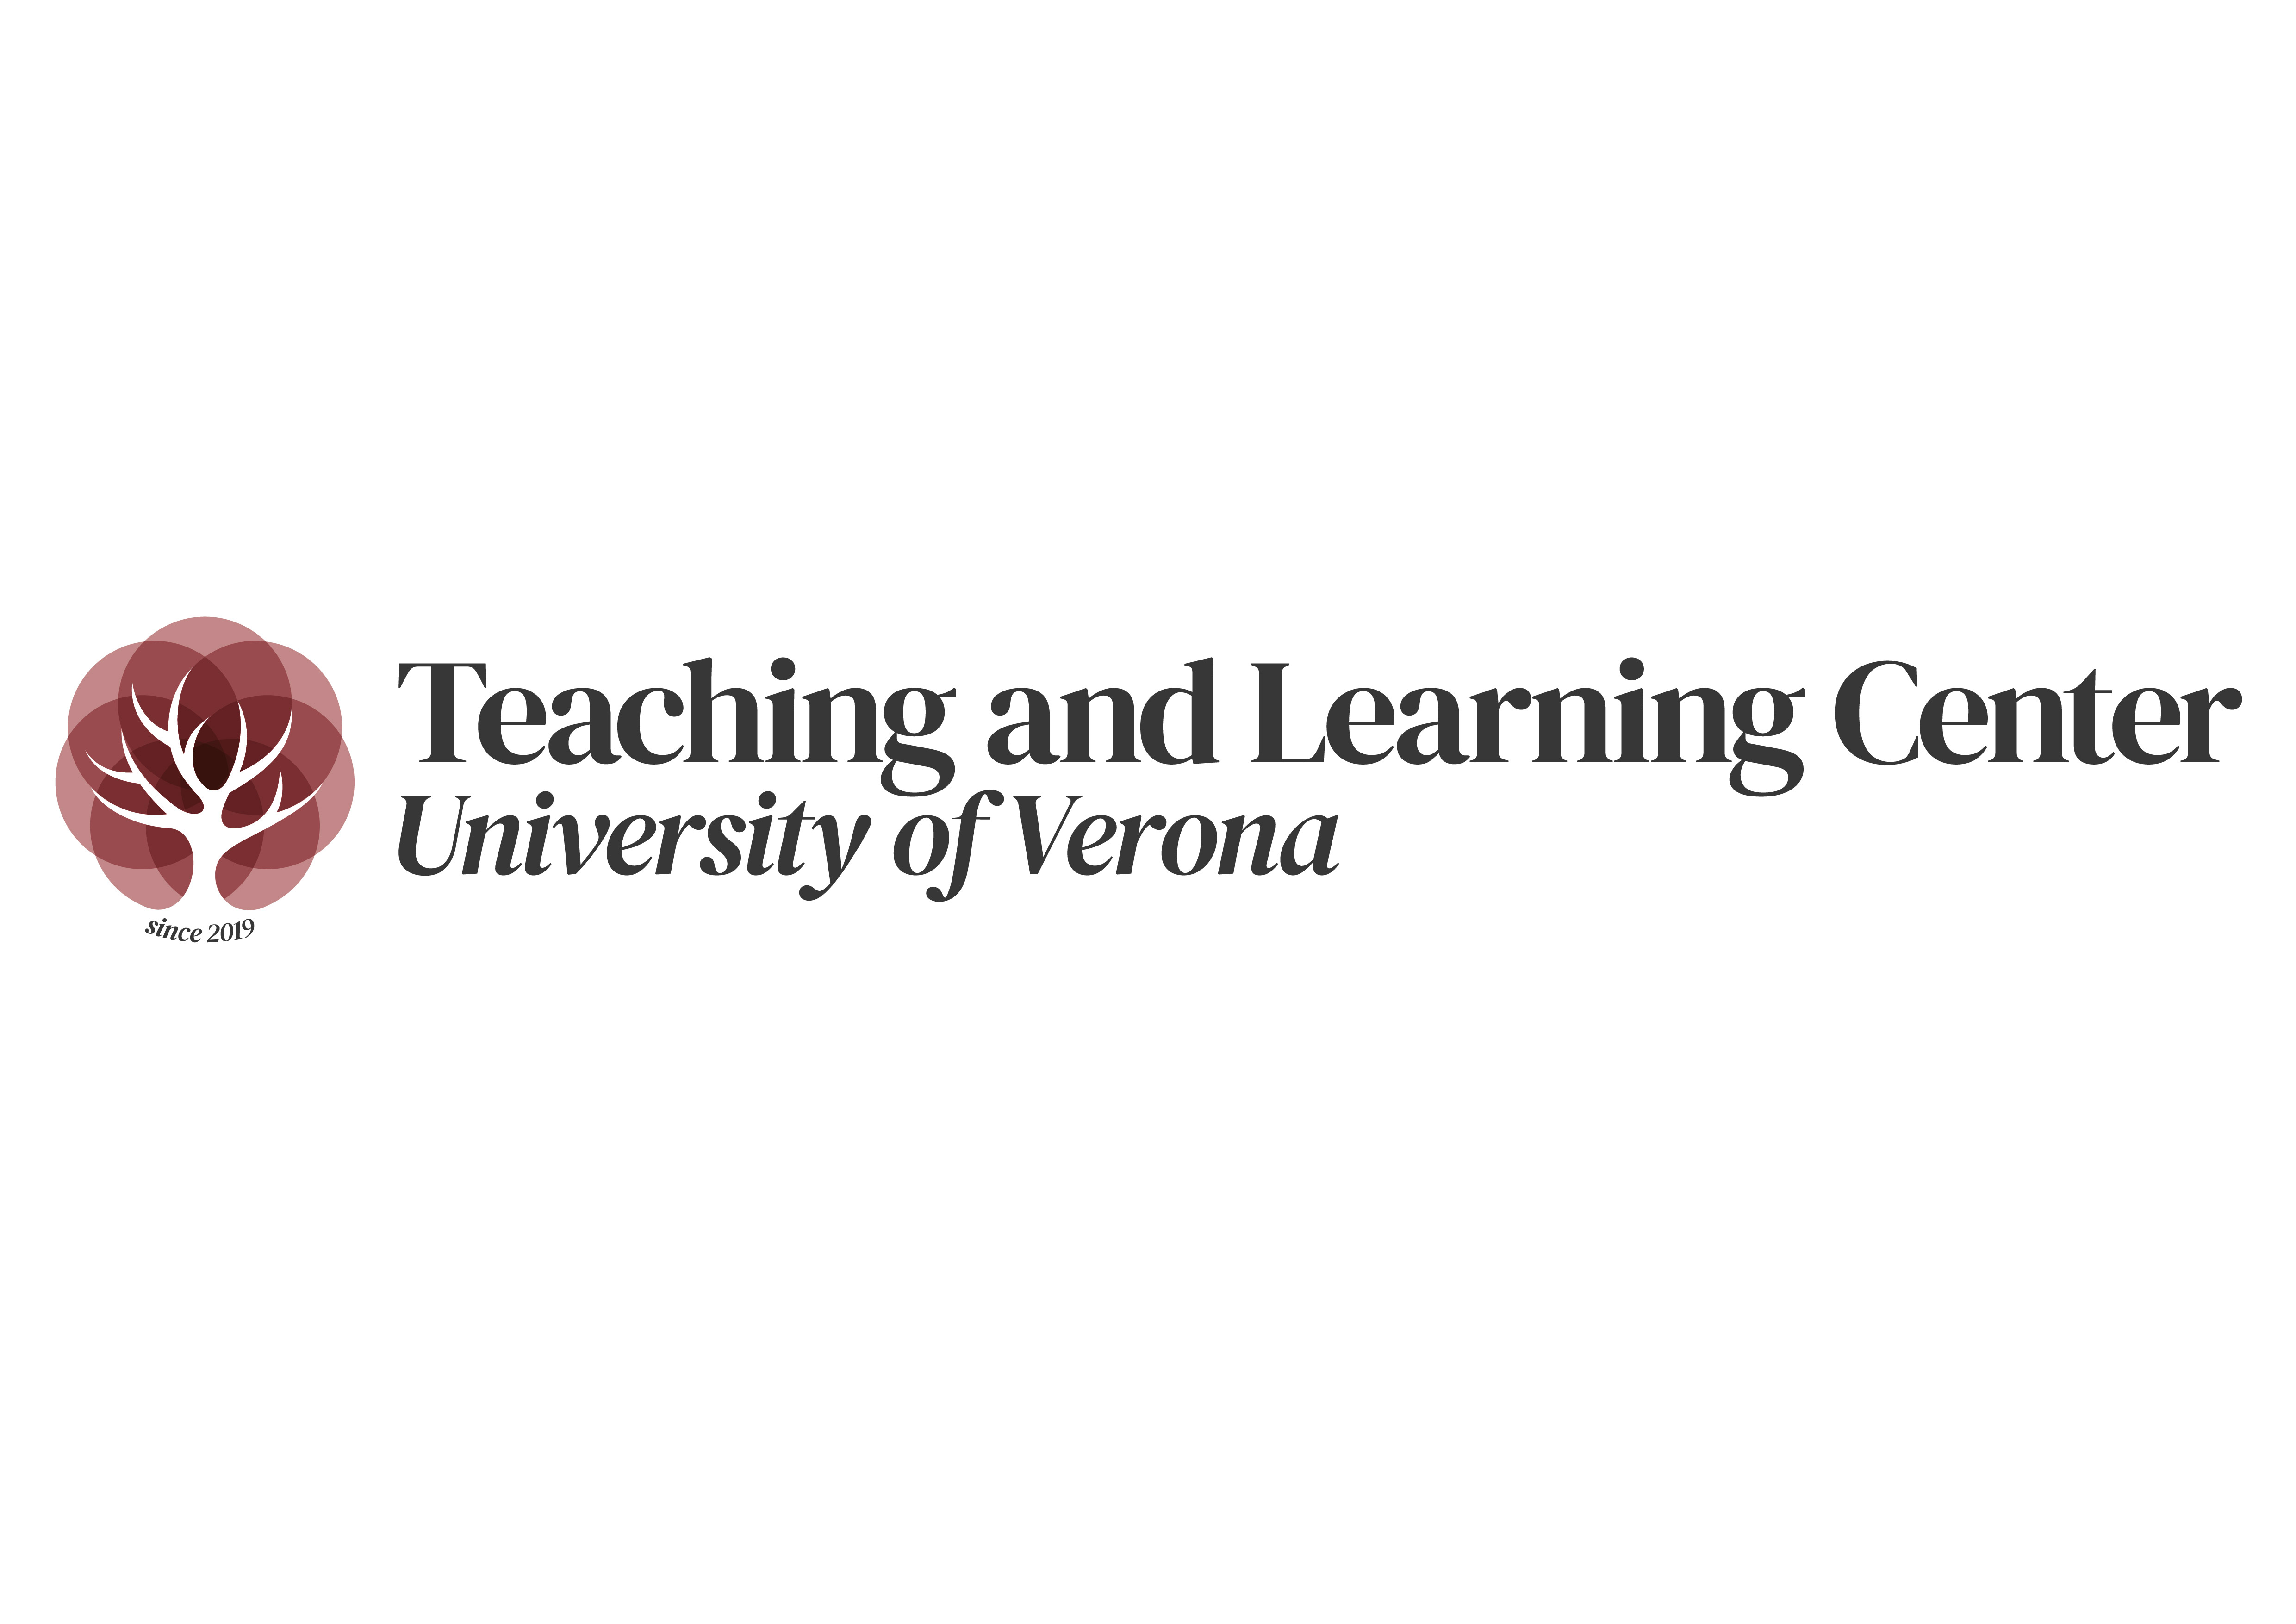 Teaching and Learning Center
University of Verona
since 2019